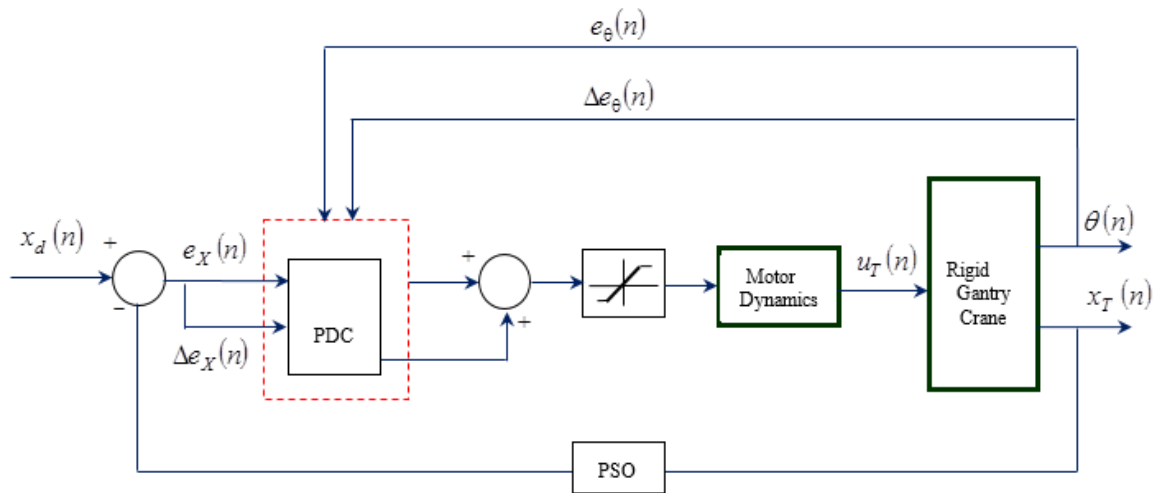 e_θ(n)
Δe_θ(n)
x_d(n)
+
-
e_X(n)
Δe_X(n)
PDC
+
+
Motor
Dynamics
u_T(n)
Rigid
Gantry
Crane
θ(n)
x_T(n)
PSO